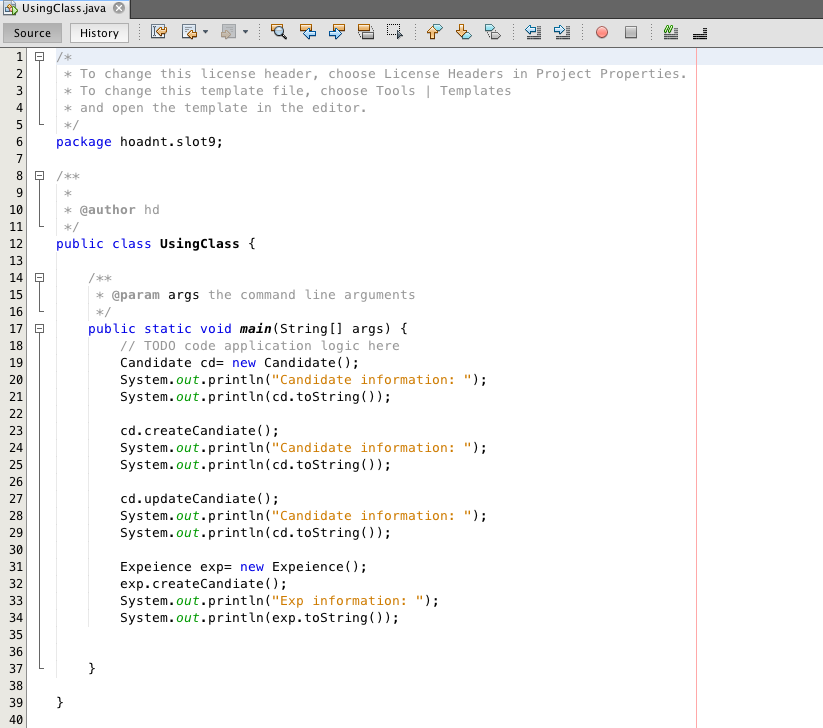 UsingClass.java
Source History
1 /*
2 * To change this license header, choose License Headers in Project Properties.
3 * To change this template file, choose Tools | Templates
4 * and open the template in the editor.
5 */
6 package hoadnt.slot9;
7
8 /**
9 *
10 * @author hd
11 */
12 public class UsingClass {
13
14 /**
15 * @param args the command line arguments
16 */
17 public static void main(String[] args) {
18 // TODO code application logic here
19 Candidate cd= new Candidate();
20 System.out.println("Candidate information: ");
21 System.out.println(cd.toString());
22
23 cd.createCandiate();
24 System.out.println("Candidate information: ");
25 System.out.println(cd.toString());
26
27 cd.updateCandiate();
28 System.out.println("Candidate information: ");
29 System.out.println(cd.toString());
30
31 Expeience exp= new Expeience();
32 exp.createCandiate();
33 System.out.println("Exp information: ");
34 System.out.println(exp.toString());
35
36
37 }
38
39 }
40